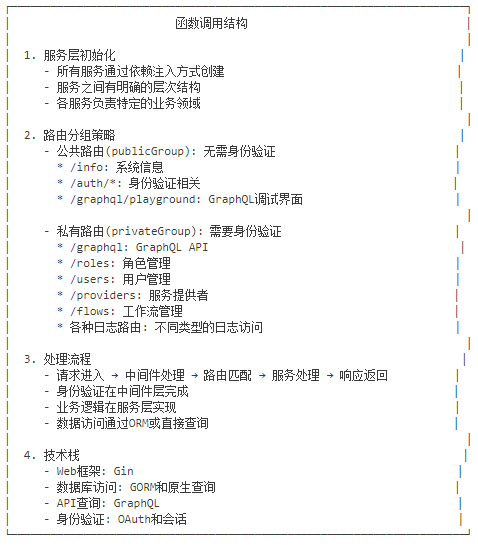 函数调用结构
1. 服务层初始化
- 所有服务通过依赖注入方式创建
- 服务之间有明确的层次结构
- 各服务负责特定的业务领域
2. 路由分组策略
- 公共路由(publicGroup): 无需身份验证
* /info: 系统信息
* /auth/*: 身份验证相关
* /graphql/playground: GraphQL调试界面
- 私有路由(privateGroup): 需要身份验证
* /graphql: GraphQL API
* /roles: 角色管理
* /users: 用户管理
* /providers: 服务提供者
* /flows: 工作流管理
* 各种日志路由: 不同类型的日志访问
3. 处理流程
- 请求进入 → 中间件处理 → 路由匹配 → 服务处理 → 响应返回
- 身份验证在中间件层完成
- 业务逻辑在服务层实现
- 数据访问通过ORM或直接查询
4. 技术栈
- Web框架: Gin
- 数据库访问: GORM和原生查询
- API查询: GraphQL
- 身份验证: OAuth和会话